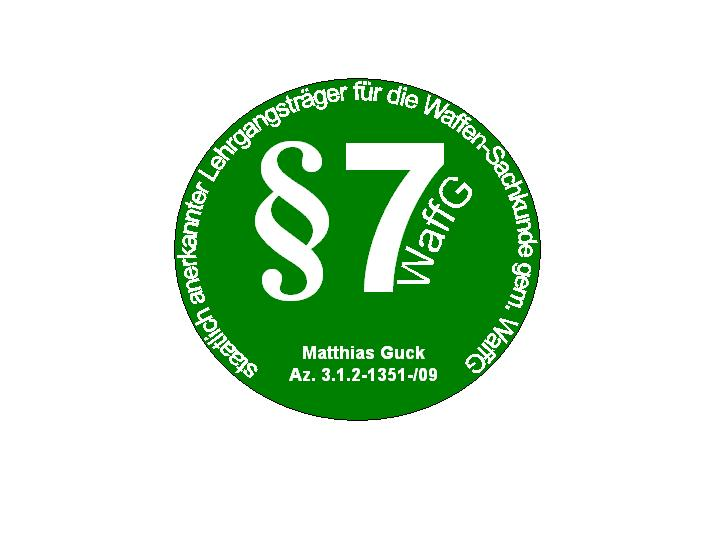 staatlich anerkannter Lehrgangsträger für die Waffen-Sachkunde gem. WaffG
§7
WaffG
Matthias Guck
Az. 3.1.2-1351-/09